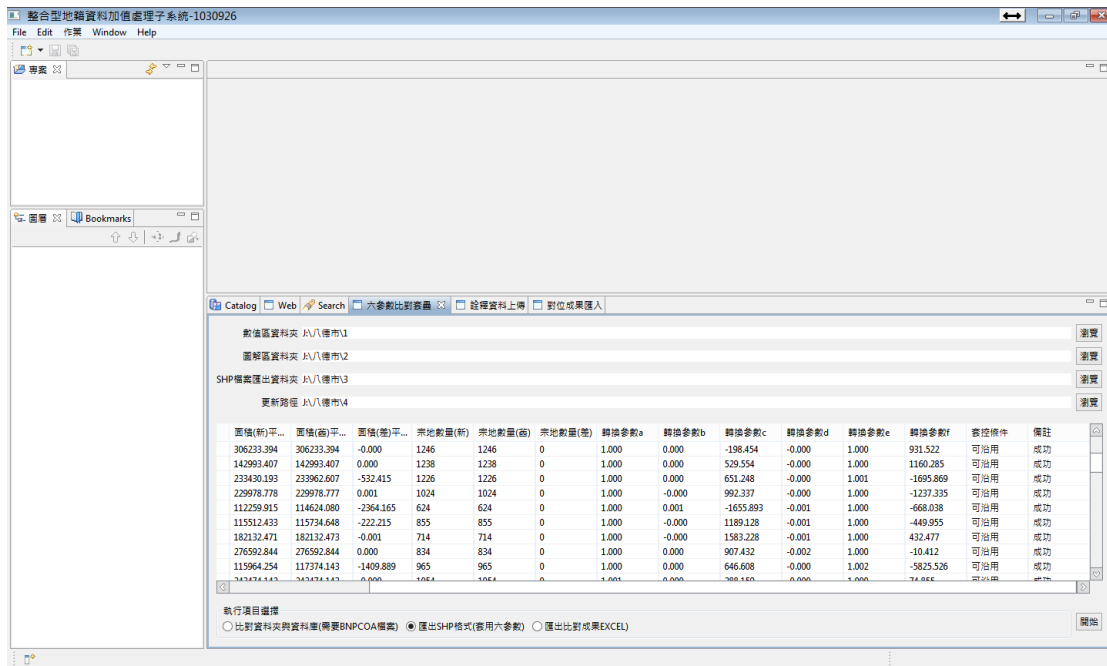 整合型地籍資料加值處理子系統-1030926
File Edit 作業 Window Help
專案
圖層 Bookmarks
Catalog Web Search 六參數比對套疊 詮釋資料上傳 對位成果匯入
數值區資料夾 J:\八德市\1 瀏覽
圖解區資料夾 J:\八德市\2 瀏覽
SHP檔案匯出資料夾 J:\八德市\3 瀏覽
更新路徑 J:\八德市\4 瀏覽
面積(新)平... 面積(舊)平... 面積(差)平... 宗地數量(新) 宗地數量(舊) 宗地數量(差) 轉換參數a 轉換參數b 轉換參數c 轉換參數d 轉換參數e 轉換參數f 套控條件 備註
306233.394 306233.394 -0.000 1246 1246 0 1.000 0.000 -198.454 -0.000 1.000 931.522 可治用 成功
142993.407 142993.407 0.000 1238 1238 0 1.000 0.000 529.554 -0.000 1.000 1160.285 可治用 成功
233430.193 233962.607 -532.415 1226 1226 0 1.000 0.000 651.248 -0.000 1.001 -1695.869 可治用 成功
229978.778 229978.777 0.001 1024 1024 0 1.000 -0.000 992.337 -0.000 1.000 -1237.335 可治用 成功
112259.915 114624.080 -2364.165 624 624 0 1.000 0.001 -1655.893 -0.001 1.000 -668.038 可治用 成功
115512.433 115734.648 -222.215 855 855 0 1.000 -0.000 1189.128 -0.001 1.000 -449.955 可治用 成功
182132.471 182132.473 -0.001 714 714 0 1.000 -0.000 1583.228 -0.001 1.000 432.477 可治用 成功
276592.844 276592.844 0.000 834 834 0 1.000 0.000 907.432 -0.002 1.000 -10.412 可治用 成功
115964.254 117374.143 -1409.889 965 965 0 1.000 0.000 646.608 -0.000 1.002 -5825.526 可治用 成功
執行項目選擇
比對資料夾與資料庫(需要BNPCOA檔案) 匯出SHP格式(套用六參數) 匯出比對成果EXCEL) 開始